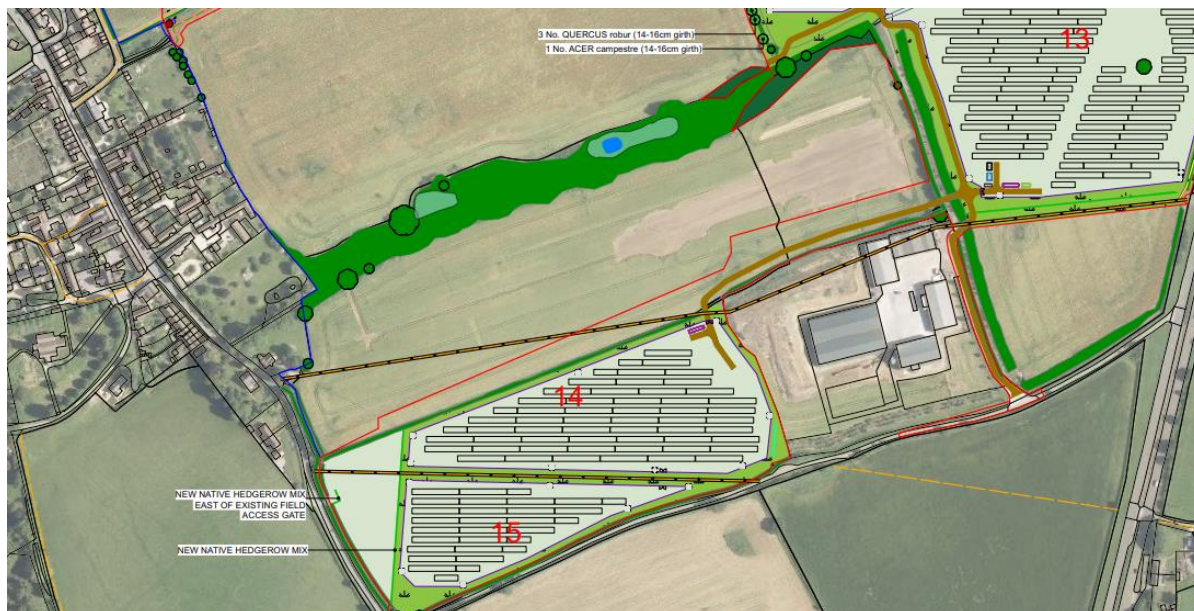 3 No. QUERCUS robur (14-16cm girth)
1 No. ACER campestre (14-16cm girth)
13
14
NEW NATIVE HEDGEROW MIX
EAST OF EXISTING FIELD
ACCESS GATE
15
NEW NATIVE HEDGEROW MIX